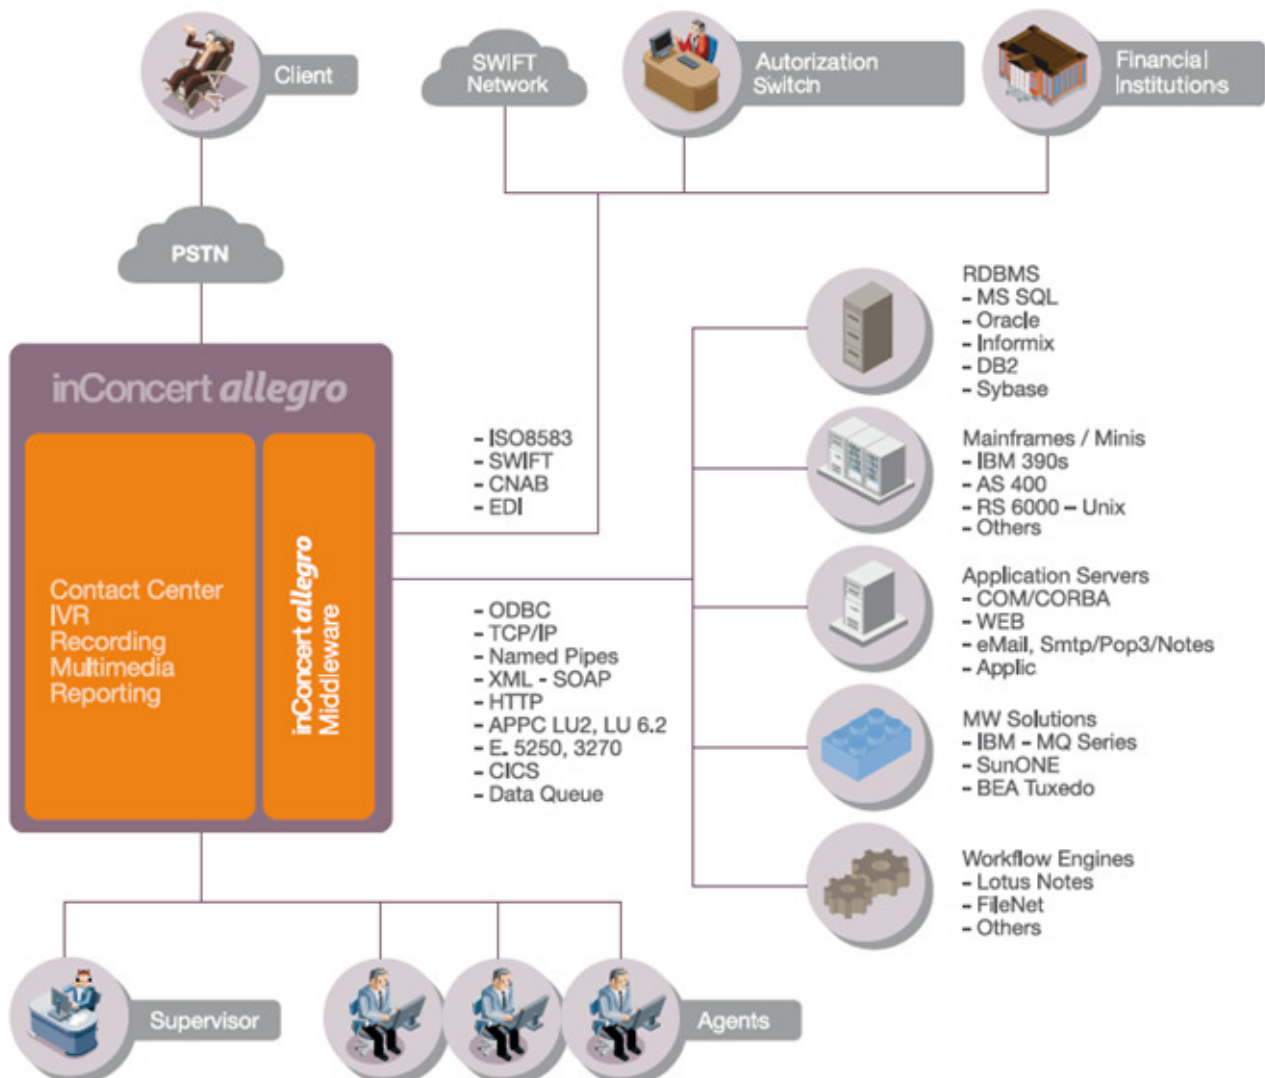 Client
SWIFT
Network
Autorization
Switch
Financial
Institutions
PSTN
inConcert allegro
Contact Center
IVR
Recording
Multimedia
Reporting
inConcert allegro
Middleware
- ISO8583
- SWIFT
- CNAB
- EDI
- ODBC
- TCP/IP
- Named Pipes
- XML - SOAP
- HTTP
- APPC LU2, LU 6.2
- E. 5250, 3270
- CICS
- Data Queue
RDBMS
- MS SQL
- Oracle
- Informix
- DB2
- Sybase
Mainframes / Minis
- IBM 390s
- AS 400
- RS 6000 – Unix
- Others
Application Servers
- COM/CORBA
- WEB
- eMail, Smtp/Pop3/Notes
- Applic
MW Solutions
- IBM - MQ Series
- SunONE
- BEA Tuxedo
Workflow Engines
- Lotus Notes
- FileNet
- Others
Supervisor
Agents